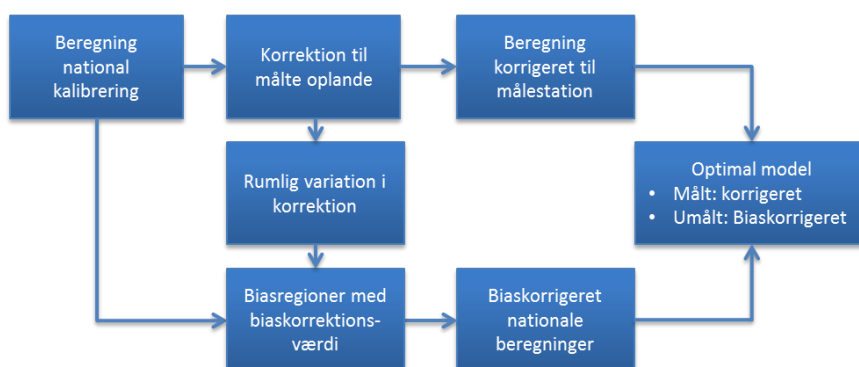 Beregning
national
kalibrering
Korrektion til
målte oplande
Beregning
korrigeret til
målestation
Rumlig variation i
korrektion
Optimal model
• Målt: korrigeret
• Umålt: Biaskorrigeret
Biasregioner med
biaskorrektions-
værdi
Biaskorrigeret
nationale
beregninger